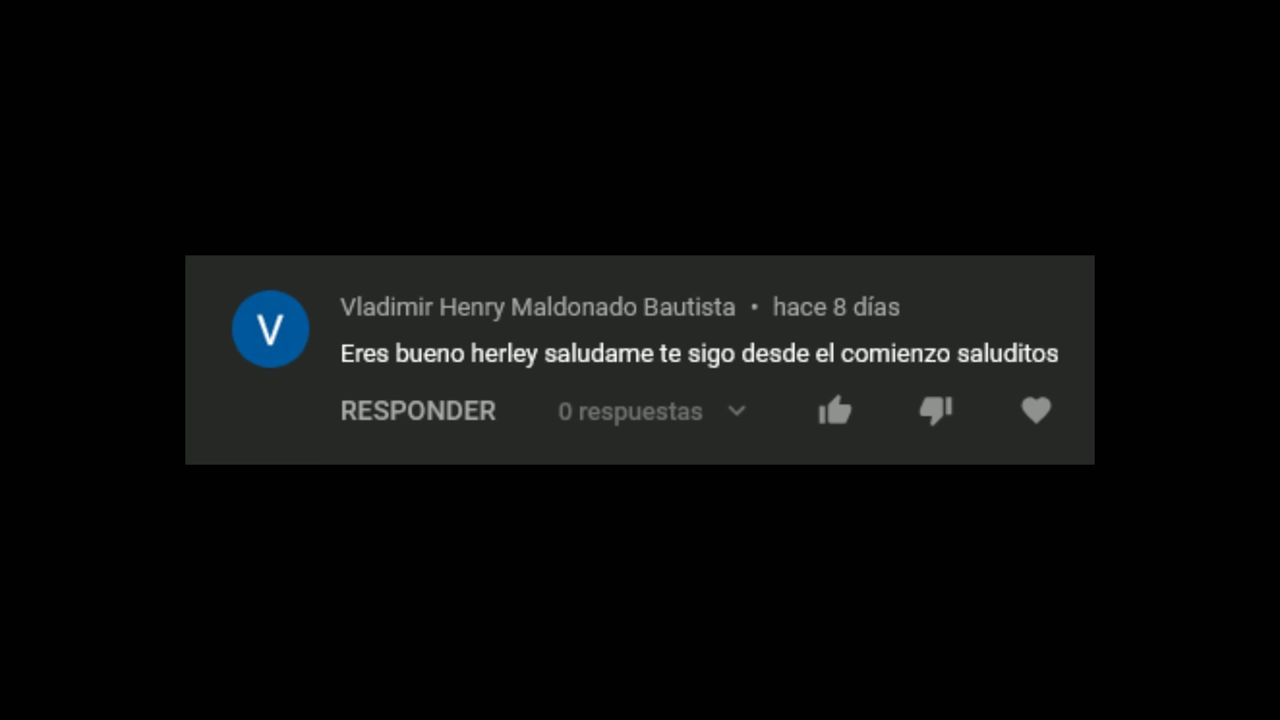 V
Vladimir Henry Maldonado Bautista • hace 8 días
Eres bueno herley saludame te sigo desde el comienzo saluditos
RESPONDER 0 respuestas